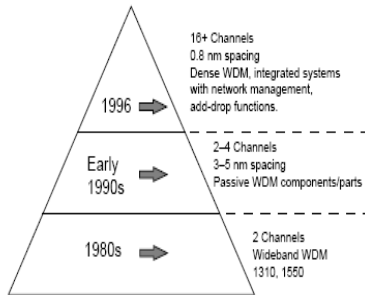 16+ Channels
0.8 nm spacing
Dense WDM, integrated systems
with network management,
add-drop functions.
1996
2–4 Channels
3–5 nm spacing
Passive WDM components/parts
Early
1990s
2 Channels
Wideband WDM
1310, 1550
1980s